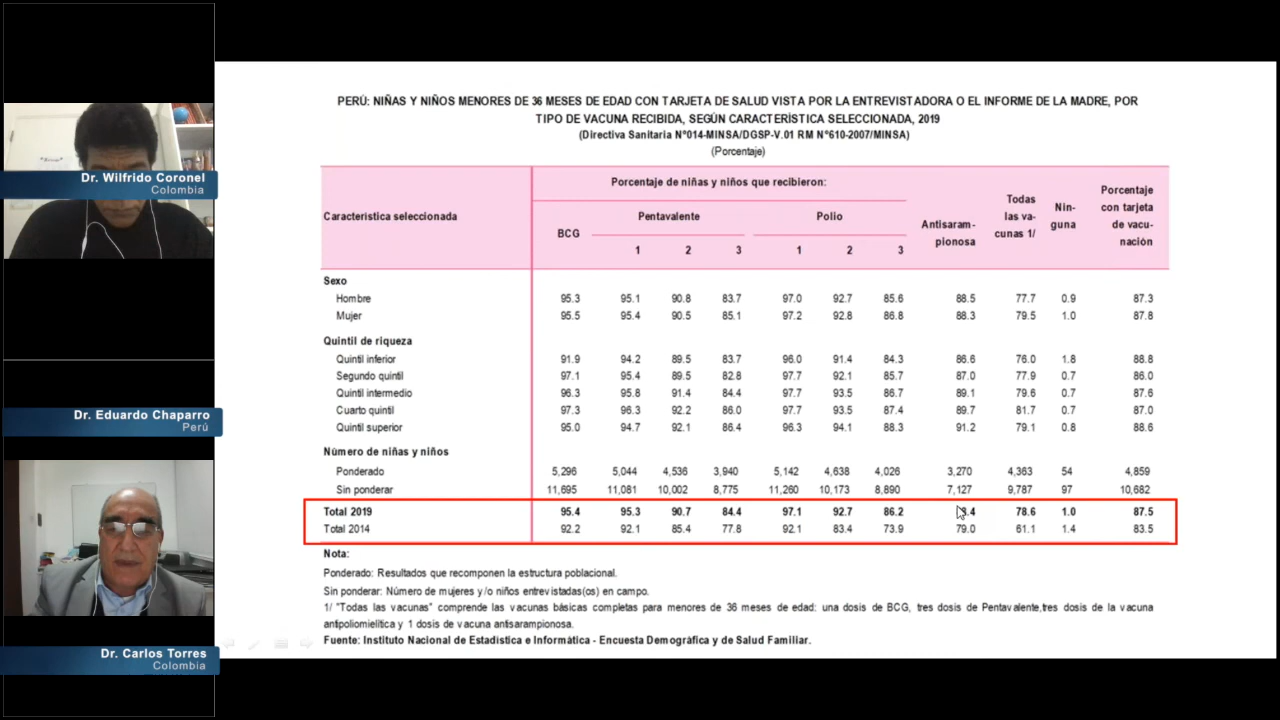 Dr. Wilfrido Coronel
Colombia
Dr. Eduardo Chaparro
Perú
Dr. Carlos Torres
Colombia
PERÚ: NIÑAS Y NIÑOS MENORES DE 36 MESES DE EDAD CON TARJETA DE SALUD VISTA POR LA ENTREVISTADORA O EL INFORME DE LA MADRE, POR
TIPO DE VACUNA RECIBIDA, SEGÚN CARACTERÍSTICA SELECCIONADA, 2019
(Directiva Sanitaria N°014-MINSA/DGSP-V.01 RM N°610-2007/MINSA)
(Porcentaje)
Característica seleccionada
Porcentaje de niñas y niños que recibieron:
BCG
Pentavalente
1 2 3
Polio
1 2 3
Antisaram-
pionosa
Todas
las va-
cunas 1/
Nin-
guna
Porcentaje
con tarjeta
de vacu-
nación
Sexo
Hombre 95.3 95.1 90.8 83.7 97.0 92.7 85.6 88.5 77.7 0.9 87.3
Mujer 95.5 95.4 90.5 85.1 97.2 92.8 86.8 88.3 79.5 1.0 87.8
Quintil de riqueza
Quintil inferior 91.9 94.2 89.5 83.7 96.0 91.4 84.3 86.6 76.0 1.8 88.8
Segundo quintil 97.1 95.4 89.5 82.8 97.7 92.1 85.7 87.0 77.9 0.7 86.0
Quintil intermedio 96.3 95.8 91.4 84.4 97.7 93.5 86.7 89.1 79.6 0.7 87.6
Cuarto quintil 97.3 96.3 92.2 86.0 97.7 93.5 87.4 89.7 81.7 0.7 87.0
Quintil superior 95.0 94.7 92.1 86.4 96.3 94.1 88.3 91.2 79.1 0.8 88.6
Número de niñas y niños
Ponderado 5,296 5,044 4,536 3,940 5,142 4,638 4,026 3,270 4,363 54 4,859
Sin ponderar 11,695 11,081 10,002 8,775 11,260 10,173 8,890 7,127 9,787 97 10,682
Total 2019 95.4 95.3 90.7 84.4 97.1 92.7 86.2 78.6 1.0 87.5
Total 2014 92.2 92.1 85.4 77.8 92.1 83.4 73.9 79.0 61.1 1.4 83.5
Nota:
Ponderado: Resultados que recomponen la estructura poblacional.
Sin ponderar: Número de mujeres y/o niños entrevistadas(os) en campo.
1/ "Todas las vacunas" comprende las vacunas básicas completas para menores de 36 meses de edad: una dosis de BCG, tres dosis de Pentavalente,tres dosis de la vacuna
antipoliomielítica y 1 dosis de vacuna antisarampionosa.
Fuente: Instituto Nacional de Estadística e Informática - Encuesta Demográfica y de Salud Familiar.